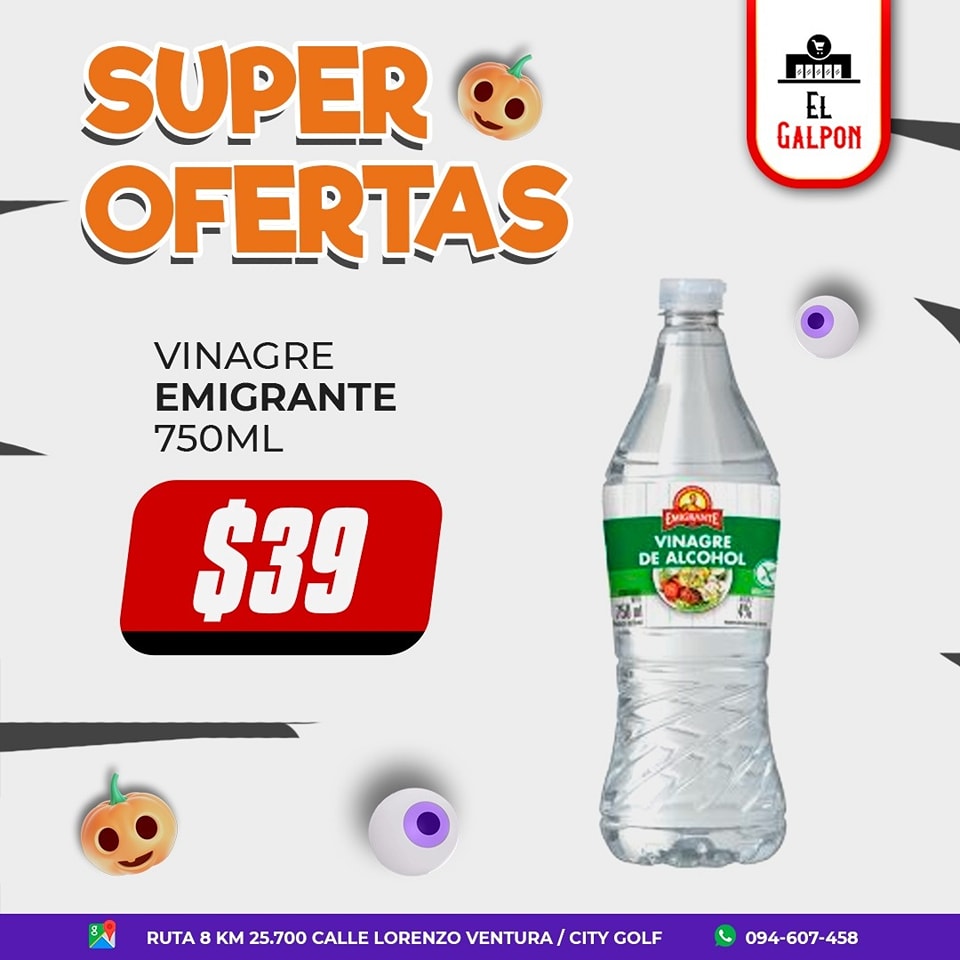 SUPER
OFERTAS
EL
GALPON
VINAGRE
EMIGRANTE
750ML
$39
EMIGRANTE
VINAGRE
DE ALCOHOL
750 ml
4%
RUTA 8 KM 25.700 CALLE LORENZO VENTURA / CITY GOLF
094-607-458